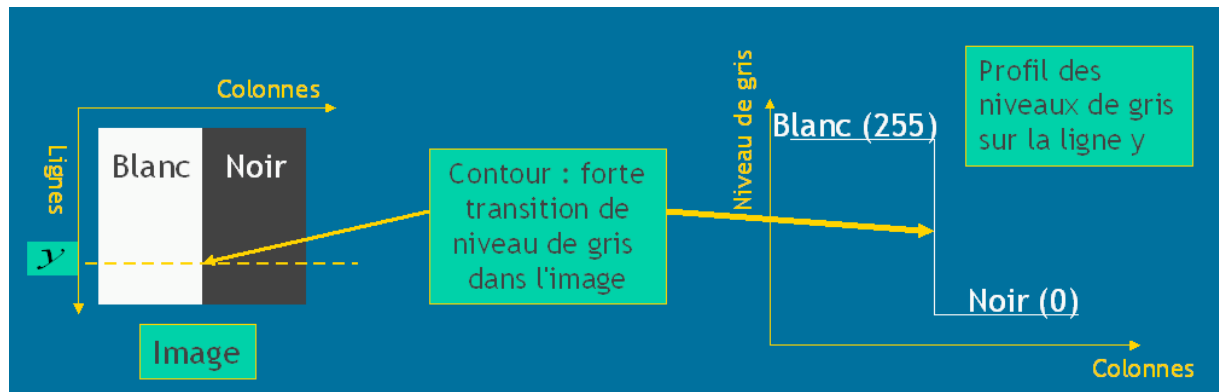 Colonnes
Lignes
Blanc
Noir
y
Image
Contour : forte
transition de
niveau de gris
dans l'image
Niveau de gris
Blanc (255)
Noir (0)
Colonnes
Profil des
niveaux de gris
sur la ligne y